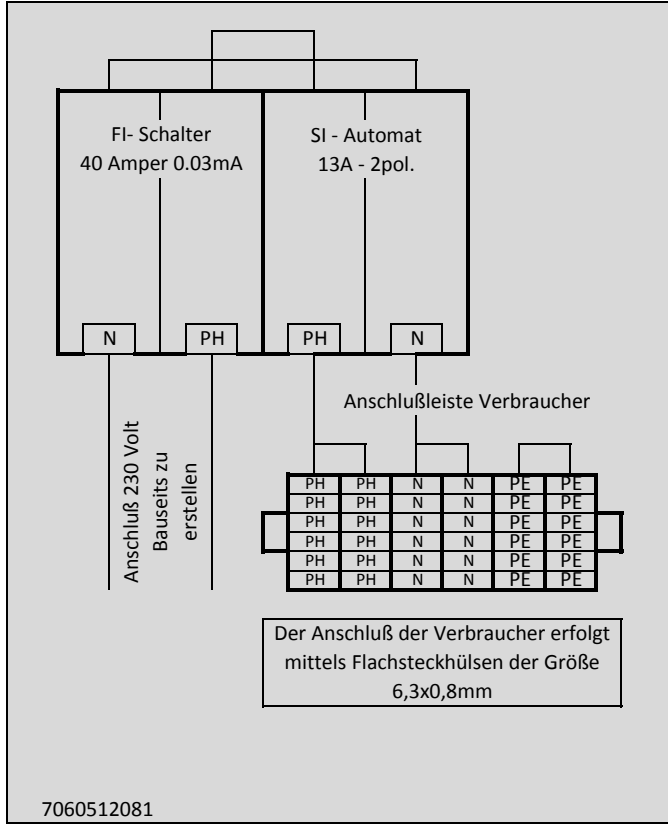 FI- Schalter
40 Amper 0.03mA
SI - Automat
13A - 2pol.
N PH PH N
Anschluß 230 Volt
Bauseits zu
erstellen
Anschlußleiste Verbraucher
PH PH N N PE PE
PH PH N N PE PE
PH PH N N PE PE
PH PH N N PE PE
PH PH N N PE PE
PH PH N N PE PE
Der Anschluß der Verbraucher erfolgt
mittels Flachsteckhülsen der Größe
6,3x0,8mm
7060512081